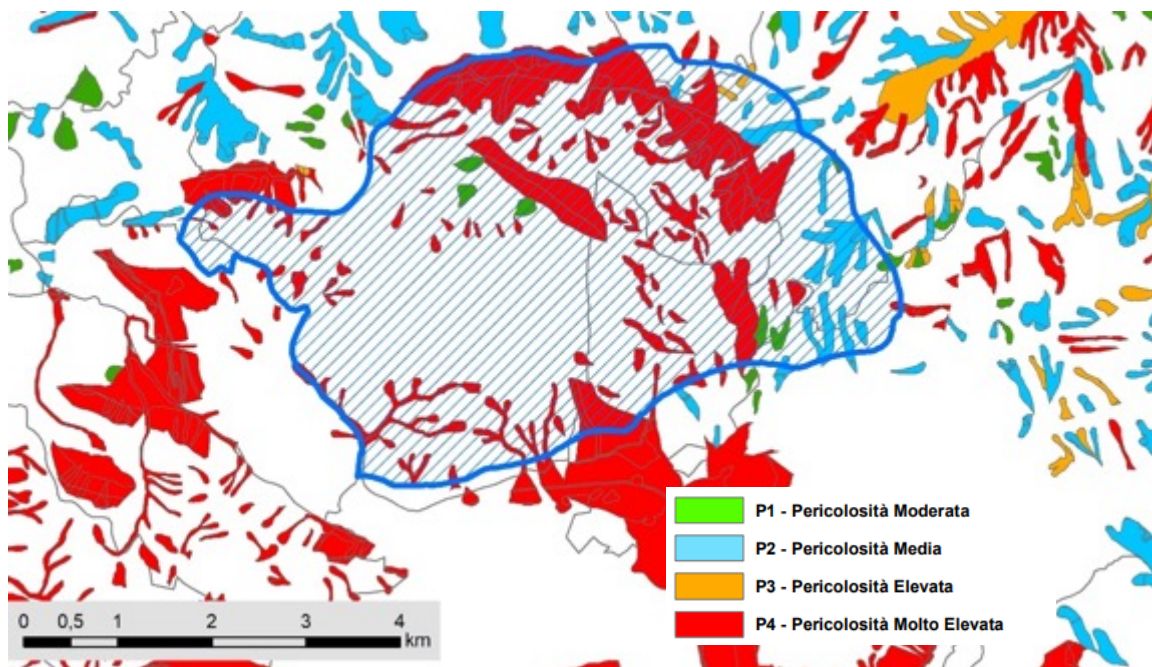 P1 - Pericolosità Moderata
P2 - Pericolosità Media
P3 - Pericolosità Elevata
P4 - Pericolosità Molto Elevata
0 0,5 1 2 3 4
km